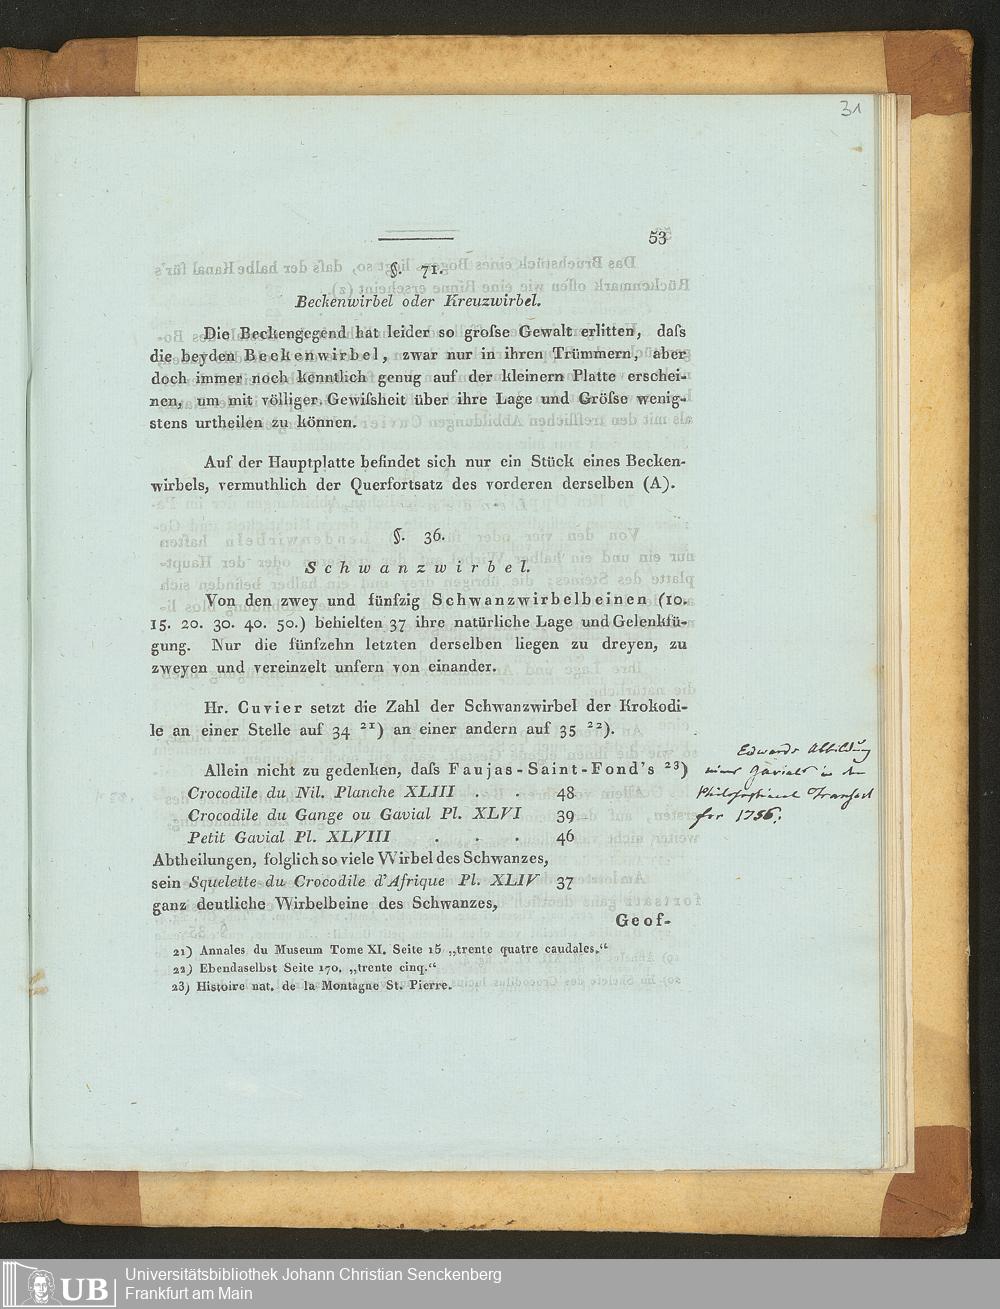 31
53
§. 71.
Beckenwirbel oder Kreuzwirbel.
Die Beckengegend hat leider so groſse Gewalt erlitten, daſs
die beyden Beckenwirbel, zwar nur in ihren Trümmern, aber
doch immer noch kenntlich genug auf der kleinern Platte erschei-
nen, um mit völliger Gewiſsheit über ihre Lage und Gröſse wenig-
stens urtheilen zu können.
Auf der Hauptplatte befindet sich nur ein Stück eines Becken-
wirbels, vermuthlich der Querfortsatz des vorderen derselben (A).
§. 36.
Schwanzwirbel.
Von den zwey und fünfzig Schwanzwirbelbeinen (10.
15. 20. 30. 40. 50.) behielten 37 ihre natürliche Lage und Gelenkfü-
gung. Nur die fünfzehn letzten derselben liegen zu dreyen, zu
zweyen und vereinzelt unfern von einander.
Hr. Cuvier setzt die Zahl der Schwanzwirbel der Krokodi-
le an einer Stelle auf 34 21) an einer andern auf 35 22).
Edwards Abbildung
eines Gavials in den
Philosophical Transact
for 1756.
Allein nicht zu gedenken, daſs Faujas-Saint-Fond's 23)
Crocodile du Nil. Planche XLIII . . 48
Crocodile du Gange ou Gavial Pl. XLVI 39
Petit Gavial Pl. XLVIII . . . 46
Abtheilungen, folglich so viele Wirbel des Schwanzes,
sein Squelette du Crocodile d'Afrique Pl. XLIV 37
ganz deutliche Wirbelbeine des Schwanzes,
Geof-
21) Annales du Museum Tome XI. Seite 15 „trente quatre caudales.“
22) Ebendaselbst Seite 170. „trente cinq.“
23) Histoire nat. de la Montagne St. Pierre.
UB
Universitätsbibliothek Johann Christian Senckenberg
Frankfurt am Main